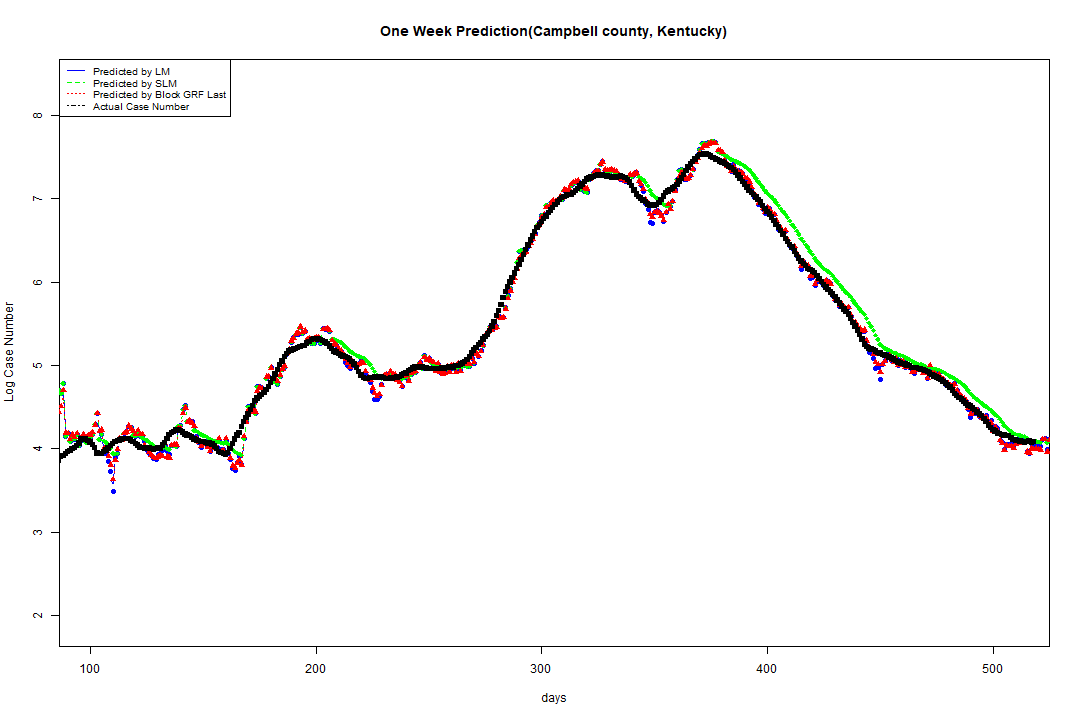 One Week Prediction(Campbell county, Kentucky)
Predicted by LM
Predicted by SLM
Predicted by Block GRF Last
Actual Case Number
Log Case Number
8
7
6
5
4
3
2
100 200 300 400 500
days